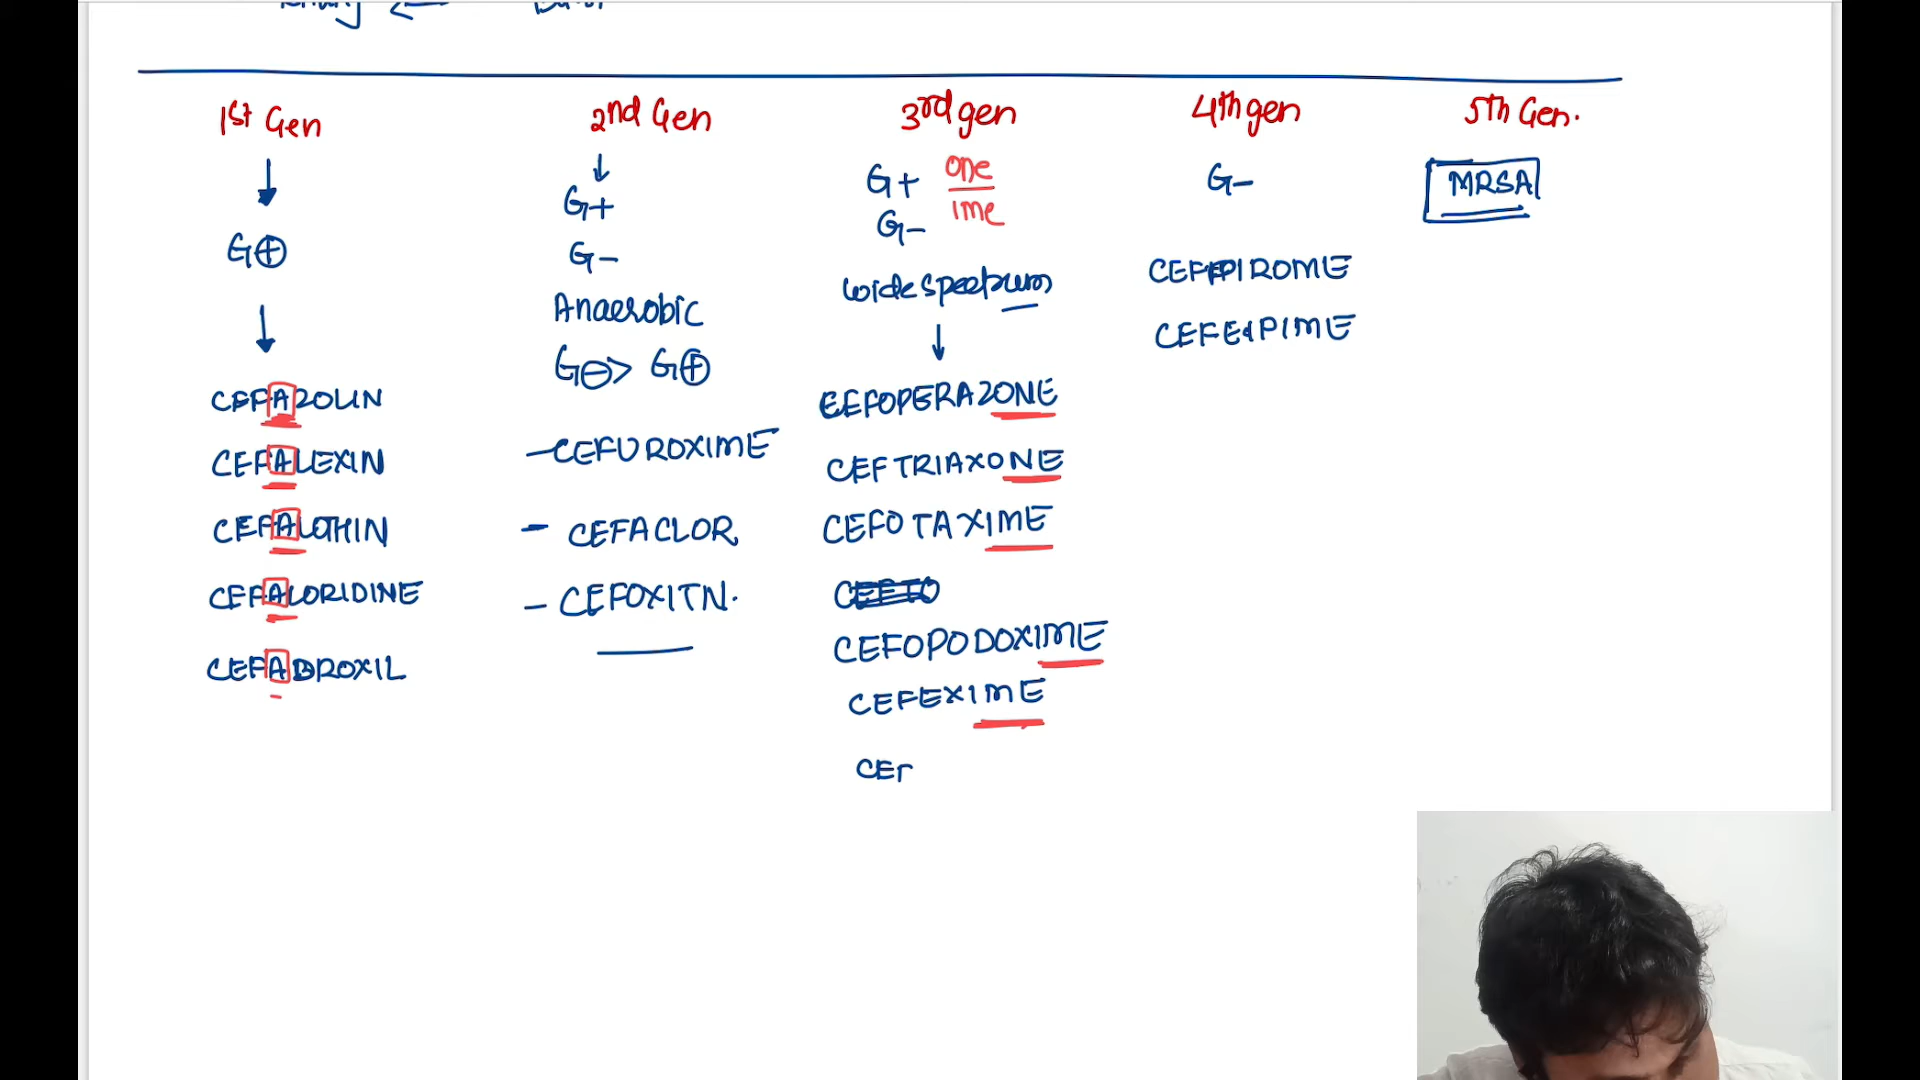 1st Gen
G+
CEFAZOLIN
CEFALEXIN
CEFALOTHIN
CEFALORIDINE
CEFADROXIL
2nd Gen
G+
G-
Anaerobic
G- > G+
- CEFUROXIME
- CEFACLOR
- CEFOXITN.
3rd gen
G+ one
G- ime
wide spectrum
CEFOPERAZONE
CEFTRIAXONE
CEFOTAXIME
CEFOPODOXIME
CEFEXIME
4th gen
G-
CEFPIROME
CEFEPIME
5th Gen.
MRSA